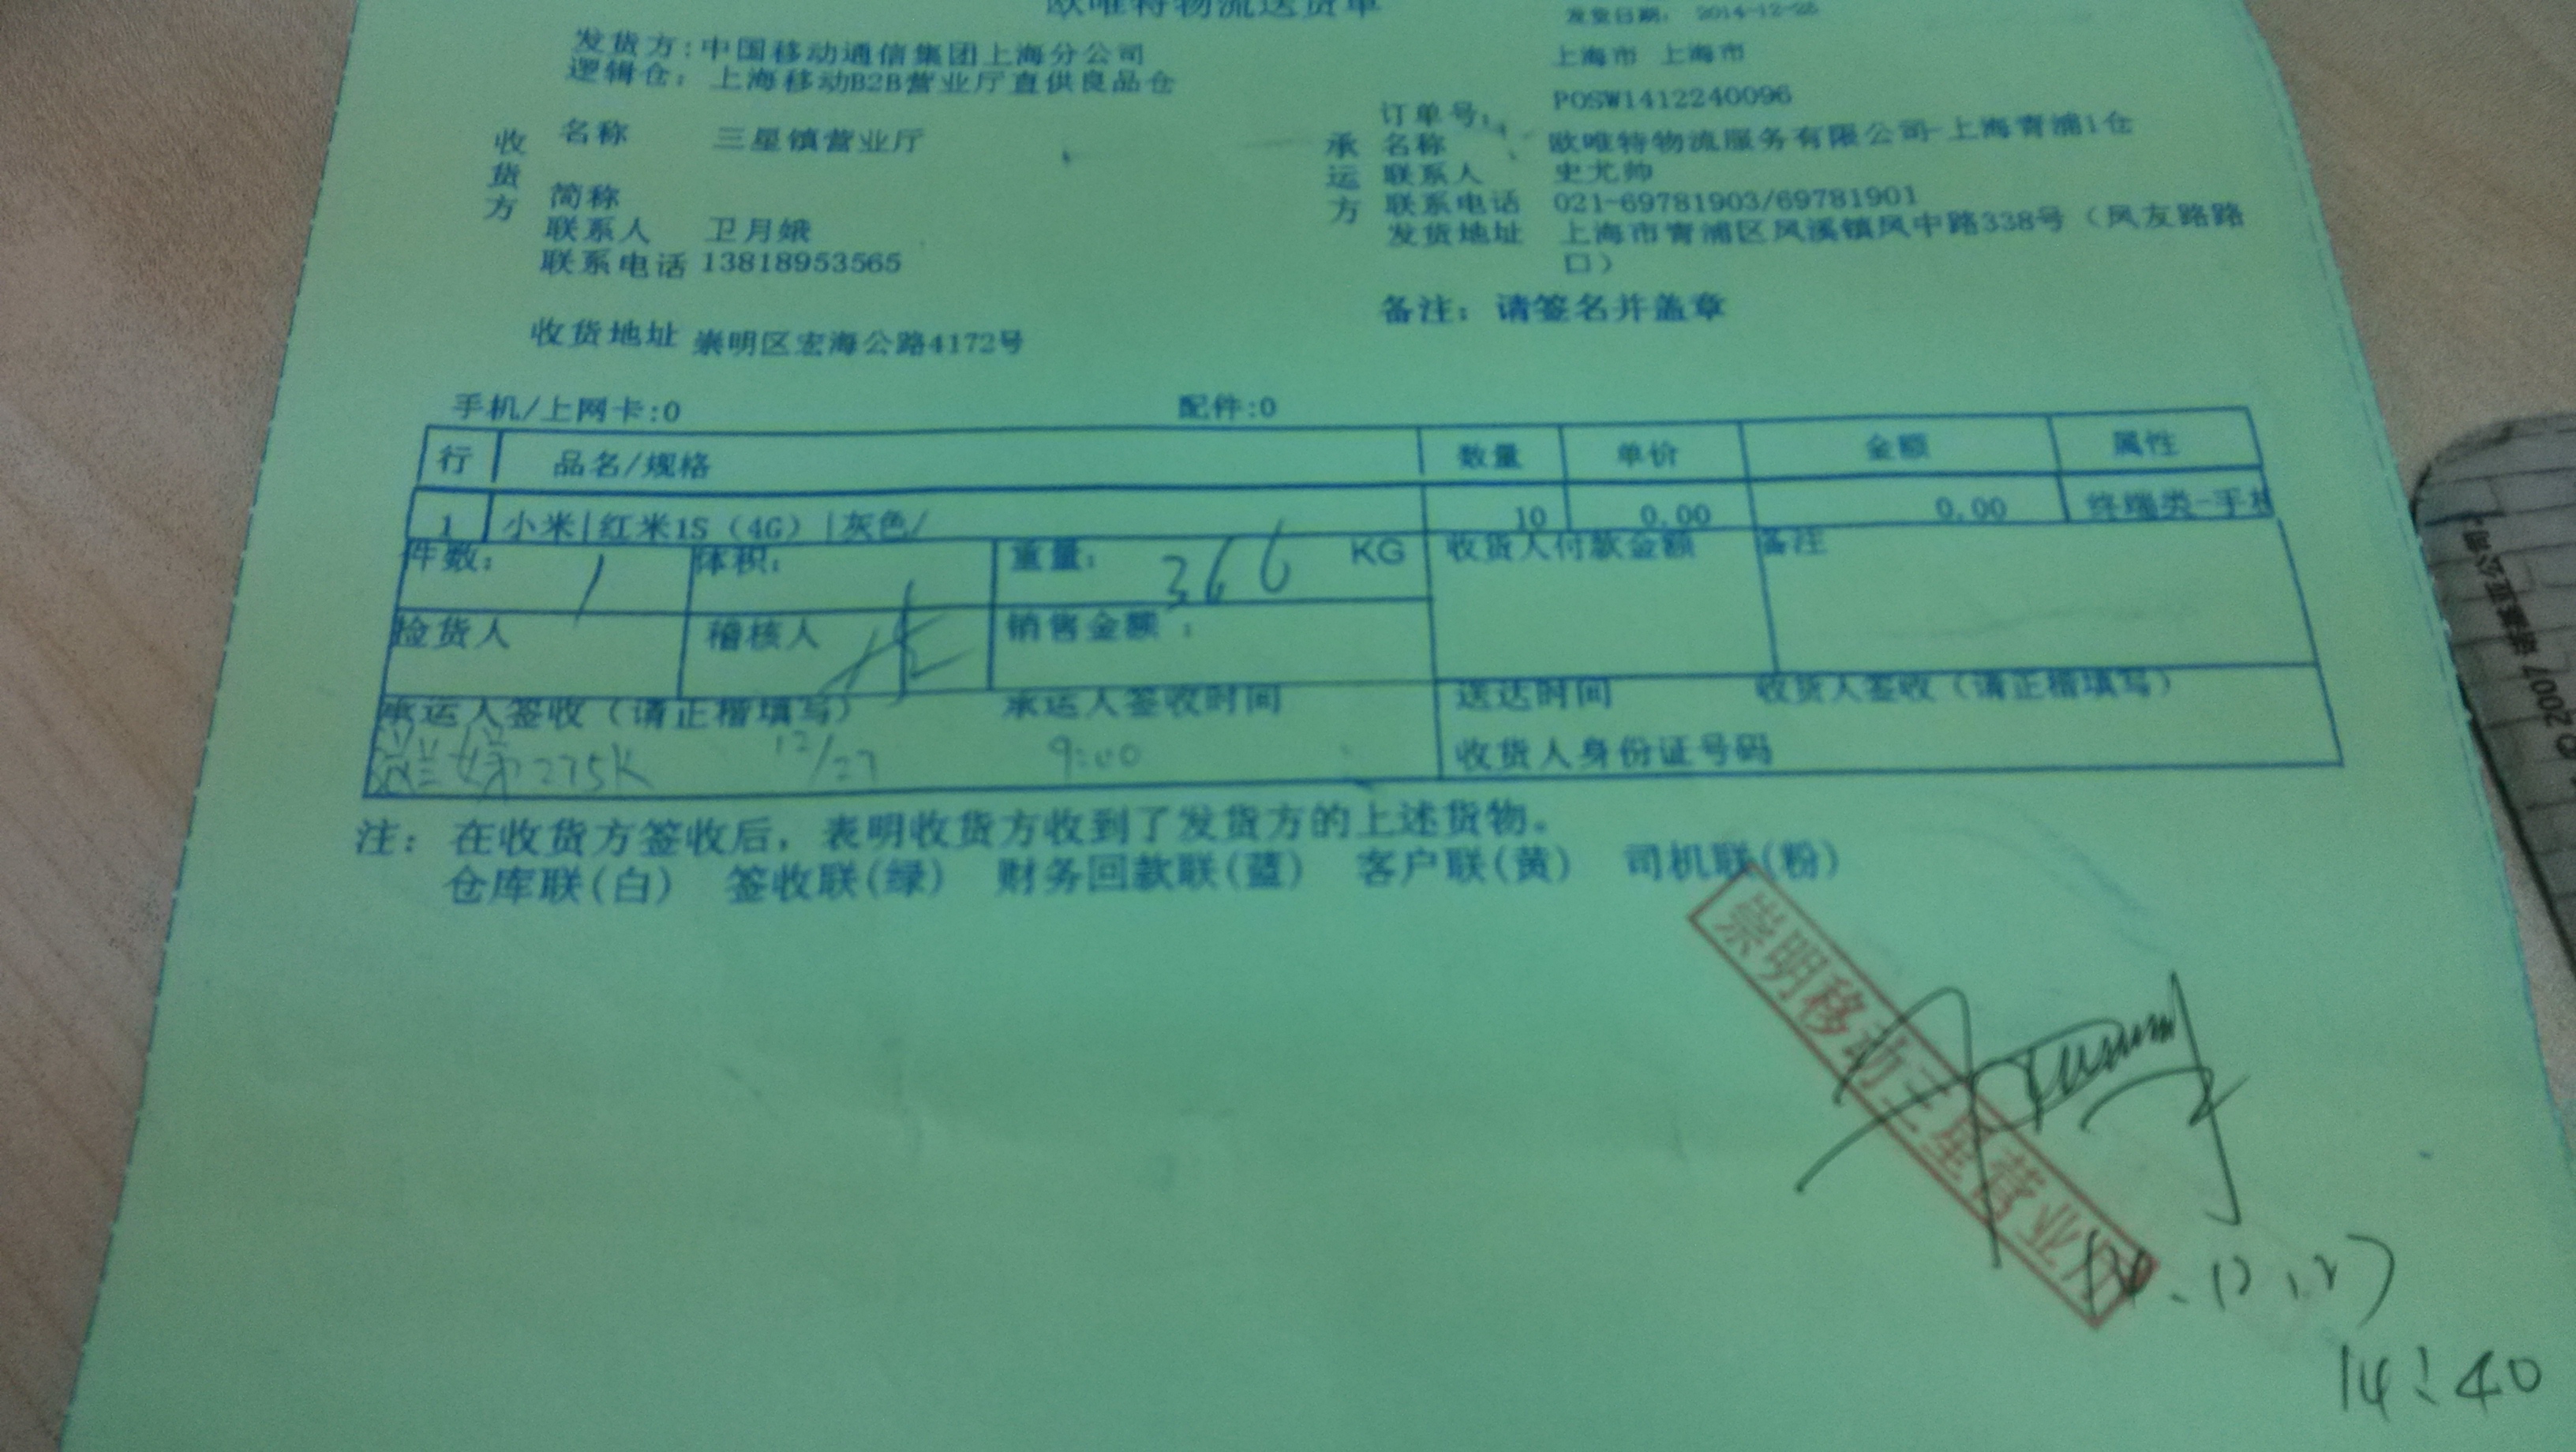 欧唯特物流送货单
发货日期: 2014-12-26
发货方:中国移动通信集团上海分公司
上海市 上海市
逻辑仓: 上海移动B2B营业厅直供良品仓
订单号: POSW1412240096
收货方
名称 三星镇营业厅
简称
联系人 卫月娥
联系电话 13818953565
收货地址 崇明区宏海公路4172号
承运方
名称 欧唯特物流服务有限公司-上海青浦1仓
联系人 史尤帅
联系电话 021-69781903/69781901
发货地址 上海市青浦区凤溪镇凤中路338号（凤友路路
口）
备注: 请签名并盖章
手机/上网卡:0 配件:0
行 品名/规格 数量 单价 金额 属性
1 小米|红米1S（4G）|灰色/ 10 0.00 0.00 终端类-手机
件数: 1 体积: 重量: 366 KG 收货人付款金额 备注
捡货人 稽核人 销售金额:
承运人签收（请正楷填写） 承运人签收时间 送达时间 收货人签收（请正楷填写）
275K 12/27 9:00
收货人身份证号码
注: 在收货方签收后，表明收货方收到了发货方的上述货物。
仓库联(白) 签收联(绿) 财务回款联(蓝) 客户联(黄) 司机联(粉)
崇明移动三星营业厅
14.12.27
14:40